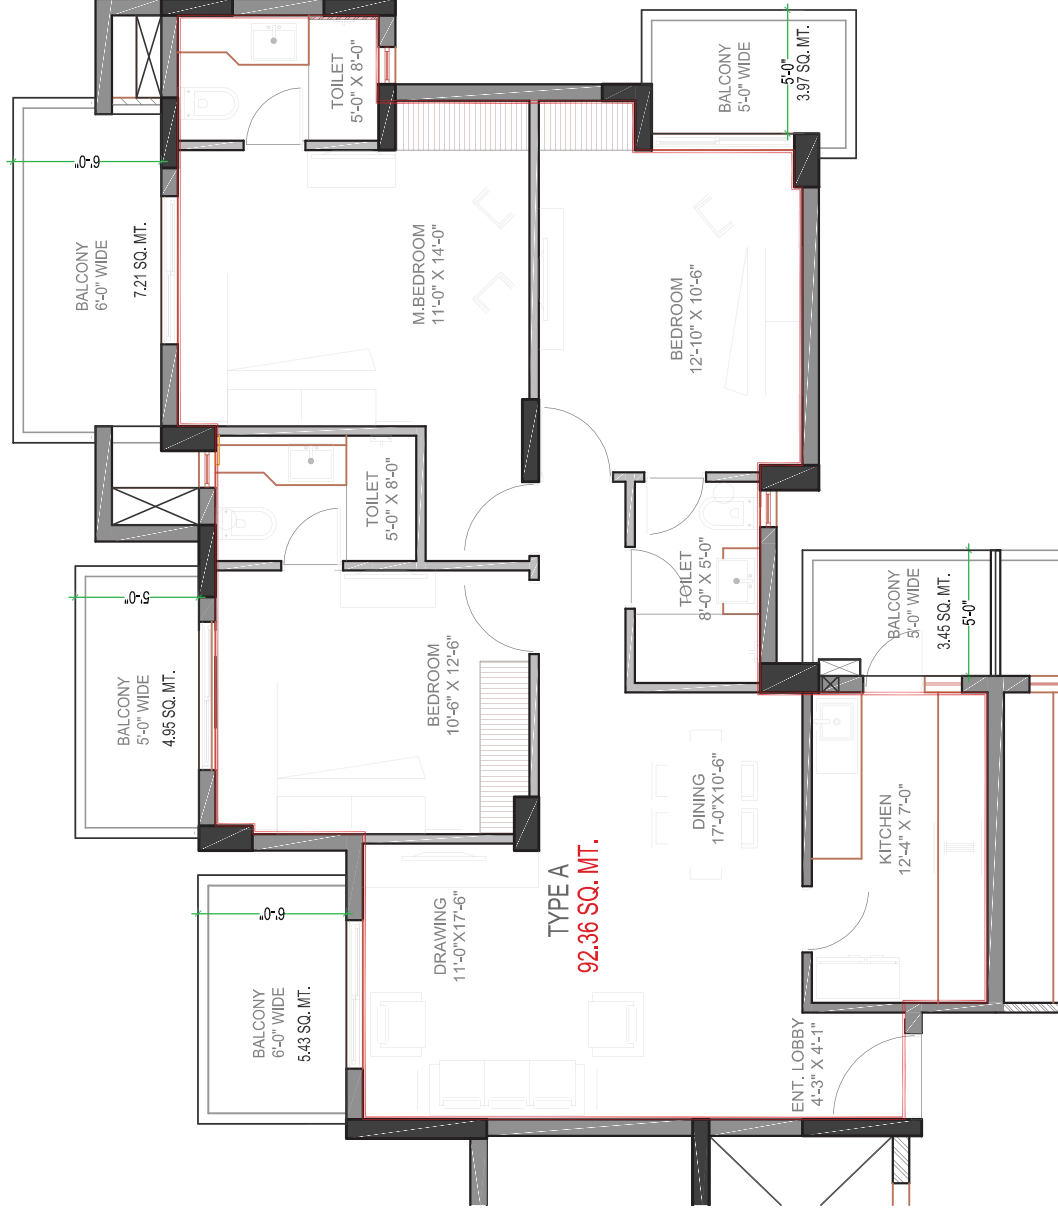 TOILET
5'-0" X 8'-0"
BALCONY
5'-0" WIDE
5'-0"
3.97 SQ. MT.
6'-0"
BALCONY
6'-0" WIDE
7.21 SQ. MT.
M.BEDROOM
11'-0" X 14'-0"
BEDROOM
12'-10" X 10'-6"
TOILET
5'-0" X 8'-0"
TOILET
8'-0" X 5'-0"
BALCONY
5'-0" WIDE
3.45 SQ. MT.
5'-0"
5'-0"
BALCONY
5'-0" WIDE
4.95 SQ. MT.
BEDROOM
10'-6" X 12'-6"
DINING
17'-0"X10'-6"
KITCHEN
12'-4" X 7'-0"
TYPE A
92.36 SQ. MT.
DRAWING
11'-0"X17'-6"
6'-0"
BALCONY
6'-0" WIDE
5.43 SQ. MT.
ENT. LOBBY
4'-3" X 4'-1"